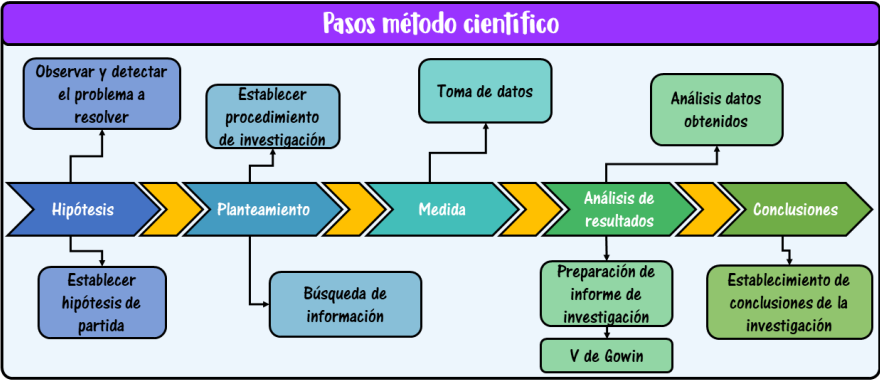 Pasos método científico
Observar y detectar
el problema a
resolver
Establecer
procedimiento
de investigación
Toma de datos
Análisis datos
obtenidos
Hipótesis
Planteamiento
Medida
Análisis de
resultados
Conclusiones
Establecer
hipótesis de
partida
Búsqueda de
información
Preparación de
informe de
investigación
V de Gowin
Establecimiento de
conclusiones de la
investigación